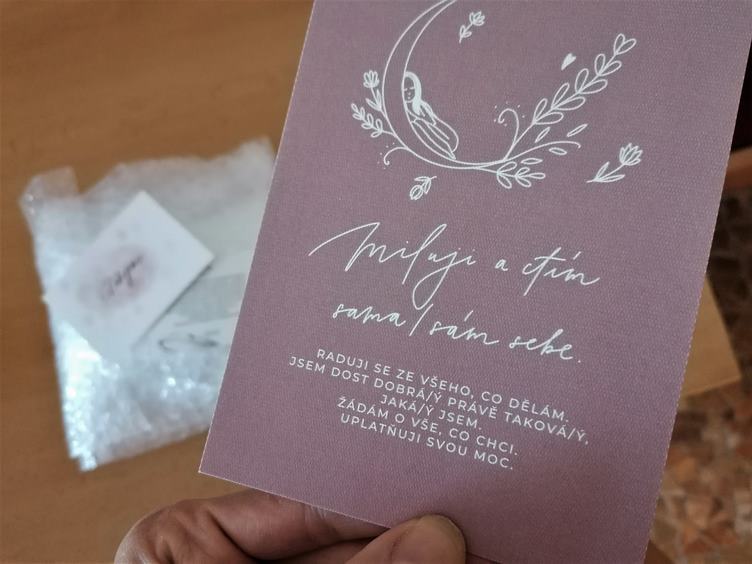 Miluji a ctím
sama/sám sebe.
RADUJI SE ZE VŠEHO, CO DĚLÁM.
JSEM DOST DOBRÁ/Ý PRÁVĚ TAKOVÁ/Ý,
JAKÁ/Ý JSEM.
ŽÁDÁM O VŠE, CO CHCI.
UPLATŇUJI SVOU MOC.